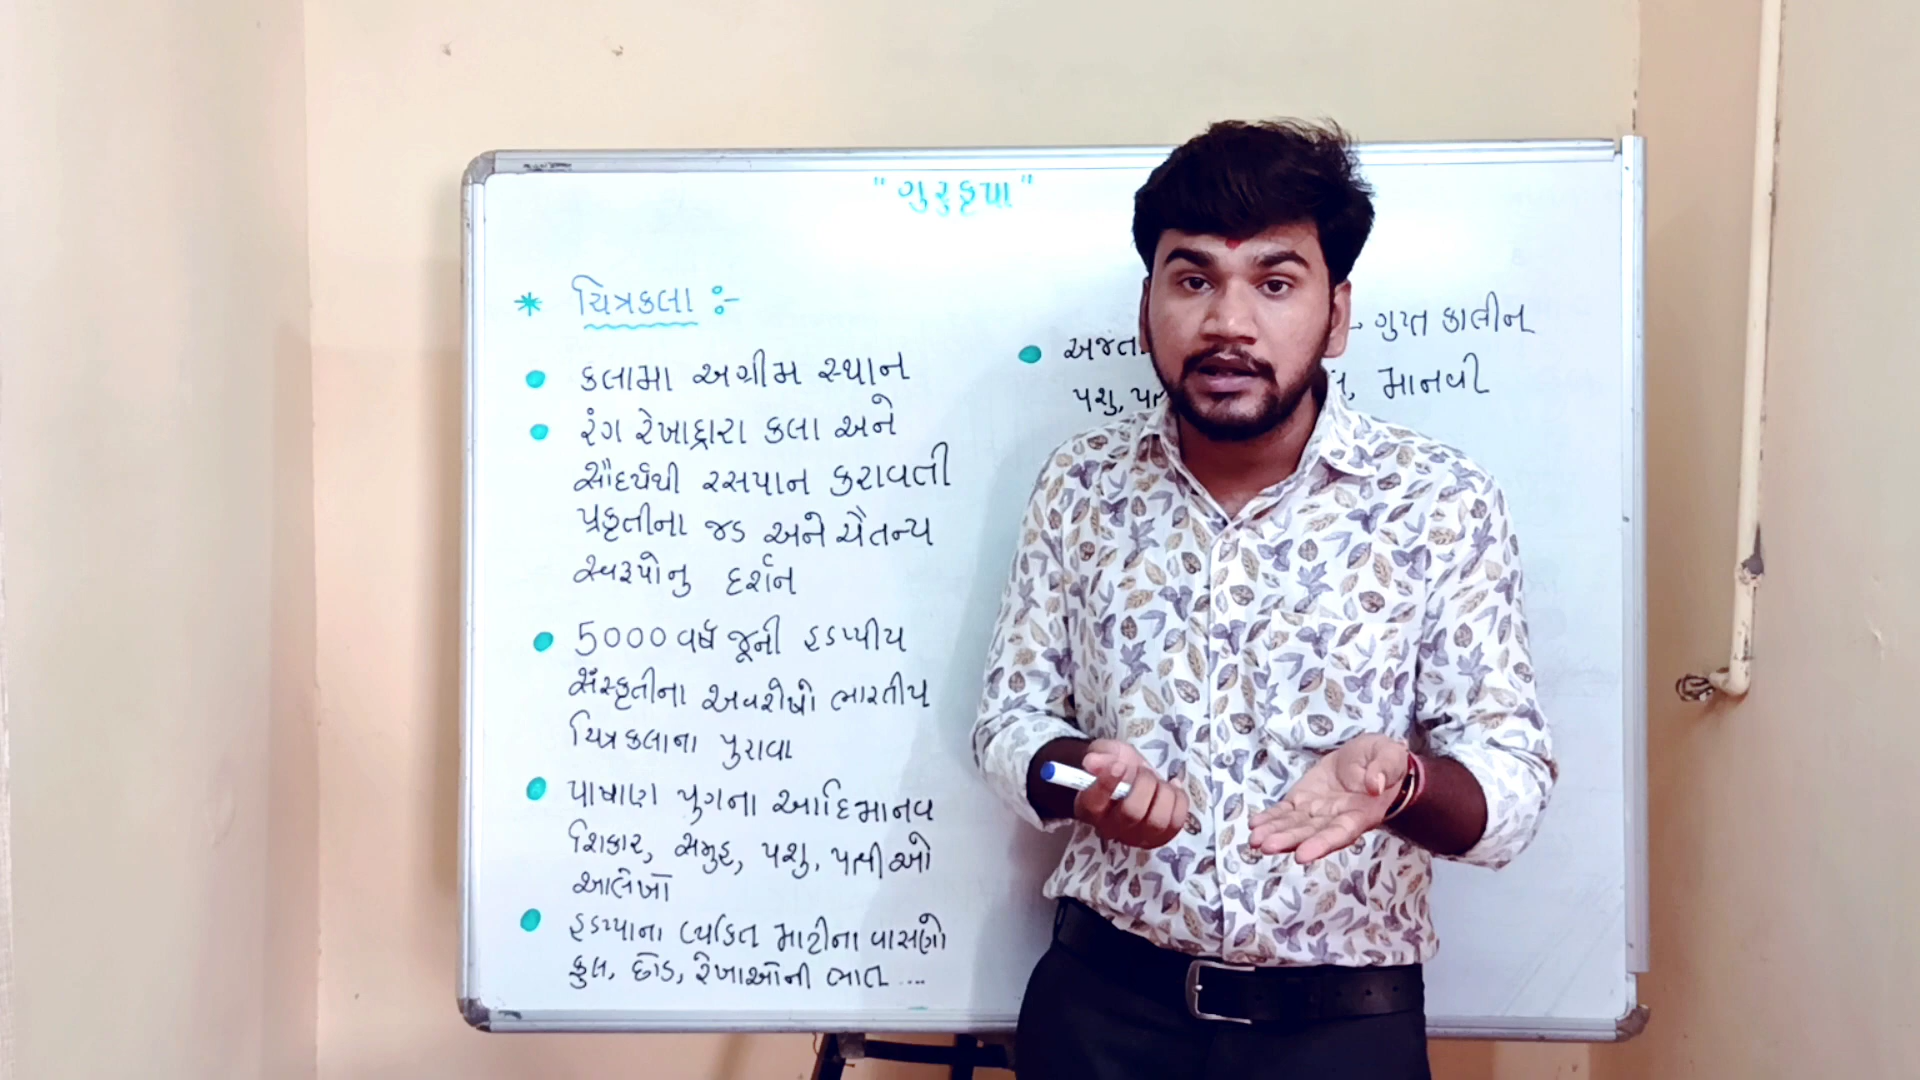 "ગુરુકૃપા"
* ચિત્રકલા :-
કલામા અગ્રીમ સ્થાન
રંગ રેખાદ્વારા કલા અને
સૌદર્યથી રસપાન કરાવતી
પ્રકૃતીના જડ અને ચૈતન્ય
સ્વરૂપોનુ દર્શન
5000 વર્ષ જૂની હડપ્પીય
સંસ્કૃતીના અવશેષો ભારતીય
ચિત્રકલાના પુરાવા
પાષાણ યુગના આદિમાનવ
શિકાર, સમુહ, પશુ, પક્ષીઓ
આલેખો
હડપ્પાના વ્યકિત માટીના વાસણો
ફુલ, છોડ, રેખાઓની ભાત ....
→ ગુપ્ત કાલીન
પશુ, માનવી